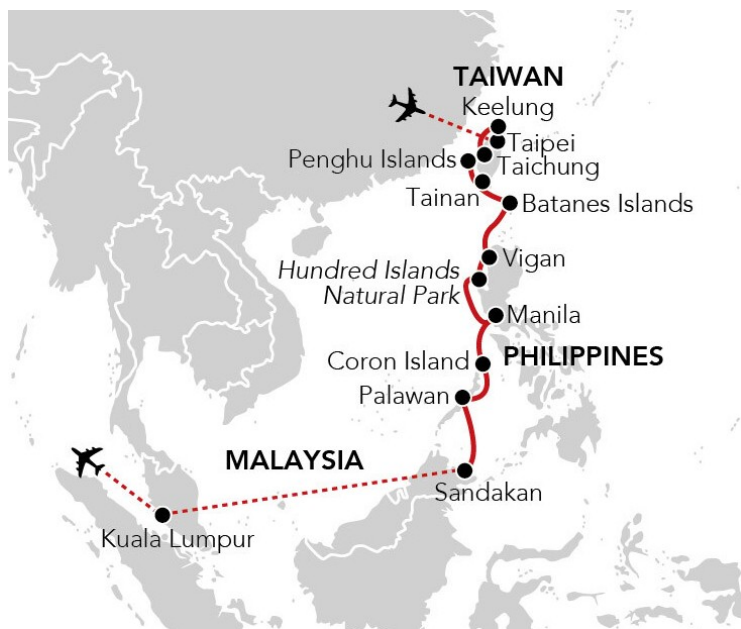 TAIWAN
Keelung
Taipei
Penghu Islands
Taichung
Tainan
Batanes Islands
Vigan
Hundred Islands
Natural Park
Manila
Coron Island
PHILIPPINES
Palawan
MALAYSIA
Sandakan
Kuala Lumpur